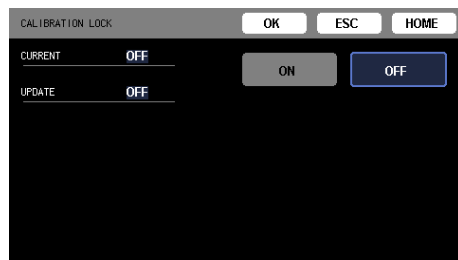 CALIBRATION LOCK OK ESC HOME
CURRENT OFF
ON OFF
UPDATE OFF